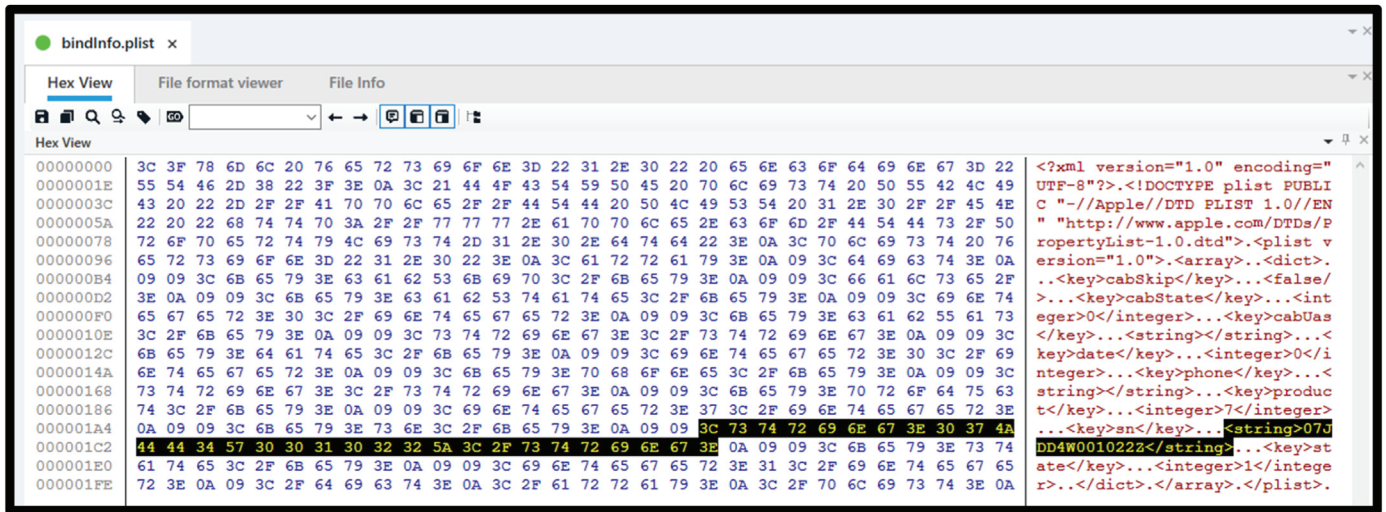 bindInfo.plist ×
Hex View File format viewer File Info
GO
Hex View
00000000 3C 3F 78 6D 6C 20 76 65 72 73 69 6F 6E 3D 22 31 2E 30 22 20 65 6E 63 6F 64 69 6E 67 3D 22 <?xml version="1.0" encoding="
0000001E 55 54 46 2D 38 22 3F 3E 0A 3C 21 44 4F 43 54 59 50 45 20 70 6C 69 73 74 20 50 55 42 4C 49 UTF-8"?>.<!DOCTYPE plist PUBLI
0000003C 43 20 22 2D 2F 2F 41 70 70 6C 65 2F 2F 44 54 44 20 50 4C 49 53 54 20 31 2E 30 2F 2F 45 4E C "-//Apple//DTD PLIST 1.0//EN
0000005A 22 20 22 68 74 74 70 3A 2F 2F 77 77 77 2E 61 70 70 6C 65 2E 63 6F 6D 2F 44 54 44 73 2F 50 " "http://www.apple.com/DTDs/P
00000078 72 6F 70 65 72 74 79 4C 69 73 74 2D 31 2E 30 2E 64 74 64 22 3E 0A 3C 70 6C 69 73 74 20 76 ropertyList-1.0.dtd">.<plist v
00000096 65 72 73 69 6F 6E 3D 22 31 2E 30 22 3E 0A 3C 61 72 72 61 79 3E 0A 09 3C 64 69 63 74 3E 0A ersion="1.0">.<array>..<dict>.
000000B4 09 09 3C 6B 65 79 3E 63 61 62 53 6B 69 70 3C 2F 6B 65 79 3E 0A 09 09 3C 66 61 6C 73 65 2F ..<key>cabSkip</key>...<false/
000000D2 3E 0A 09 09 3C 6B 65 79 3E 63 61 62 53 74 61 74 65 3C 2F 6B 65 79 3E 0A 09 09 3C 69 6E 74 >...<key>cabState</key>...<int
000000F0 65 67 65 72 3E 30 3C 2F 69 6E 74 65 67 65 72 3E 0A 09 09 3C 6B 65 79 3E 63 61 62 55 61 73 eger>0</integer>...<key>cabUas
0000010E 3C 2F 6B 65 79 3E 0A 09 09 3C 73 74 72 69 6E 67 3E 3C 2F 73 74 72 69 6E 67 3E 0A 09 09 3C </key>...<string></string>...<
0000012C 6B 65 79 3E 64 61 74 65 3C 2F 6B 65 79 3E 0A 09 09 3C 69 6E 74 65 67 65 72 3E 30 3C 2F 69 key>date</key>...<integer>0</i
0000014A 6E 74 65 67 65 72 3E 0A 09 09 3C 6B 65 79 3E 70 68 6F 6E 65 3C 2F 6B 65 79 3E 0A 09 09 3C nteger>...<key>phone</key>...<
00000168 73 74 72 69 6E 67 3E 3C 2F 73 74 72 69 6E 67 3E 0A 09 09 3C 6B 65 79 3E 70 72 6F 64 75 63 string></string>...<key>produc
00000186 74 3C 2F 6B 65 79 3E 0A 09 09 3C 69 6E 74 65 67 65 72 3E 37 3C 2F 69 6E 74 65 67 65 72 3E t</key>...<integer>7</integer>
000001A4 0A 09 09 3C 6B 65 79 3E 73 6E 3C 2F 6B 65 79 3E 0A 09 09 3C 73 74 72 69 6E 67 3E 30 37 4A ...<key>sn</key>...<string>07J
000001C2 44 44 34 57 30 30 31 30 32 32 5A 3C 2F 73 74 72 69 6E 67 3E 0A 09 09 3C 6B 65 79 3E 73 74 DD4W001022Z</string>...<key>st
000001E0 61 74 65 3C 2F 6B 65 79 3E 0A 09 09 3C 69 6E 74 65 67 65 72 3E 31 3C 2F 69 6E 74 65 67 65 ate</key>...<integer>1</intege
000001FE 72 3E 0A 09 3C 2F 64 69 63 74 3E 0A 3C 2F 61 72 72 61 79 3E 0A 3C 2F 70 6C 69 73 74 3E 0A r>..</dict>.</array>.</plist>.